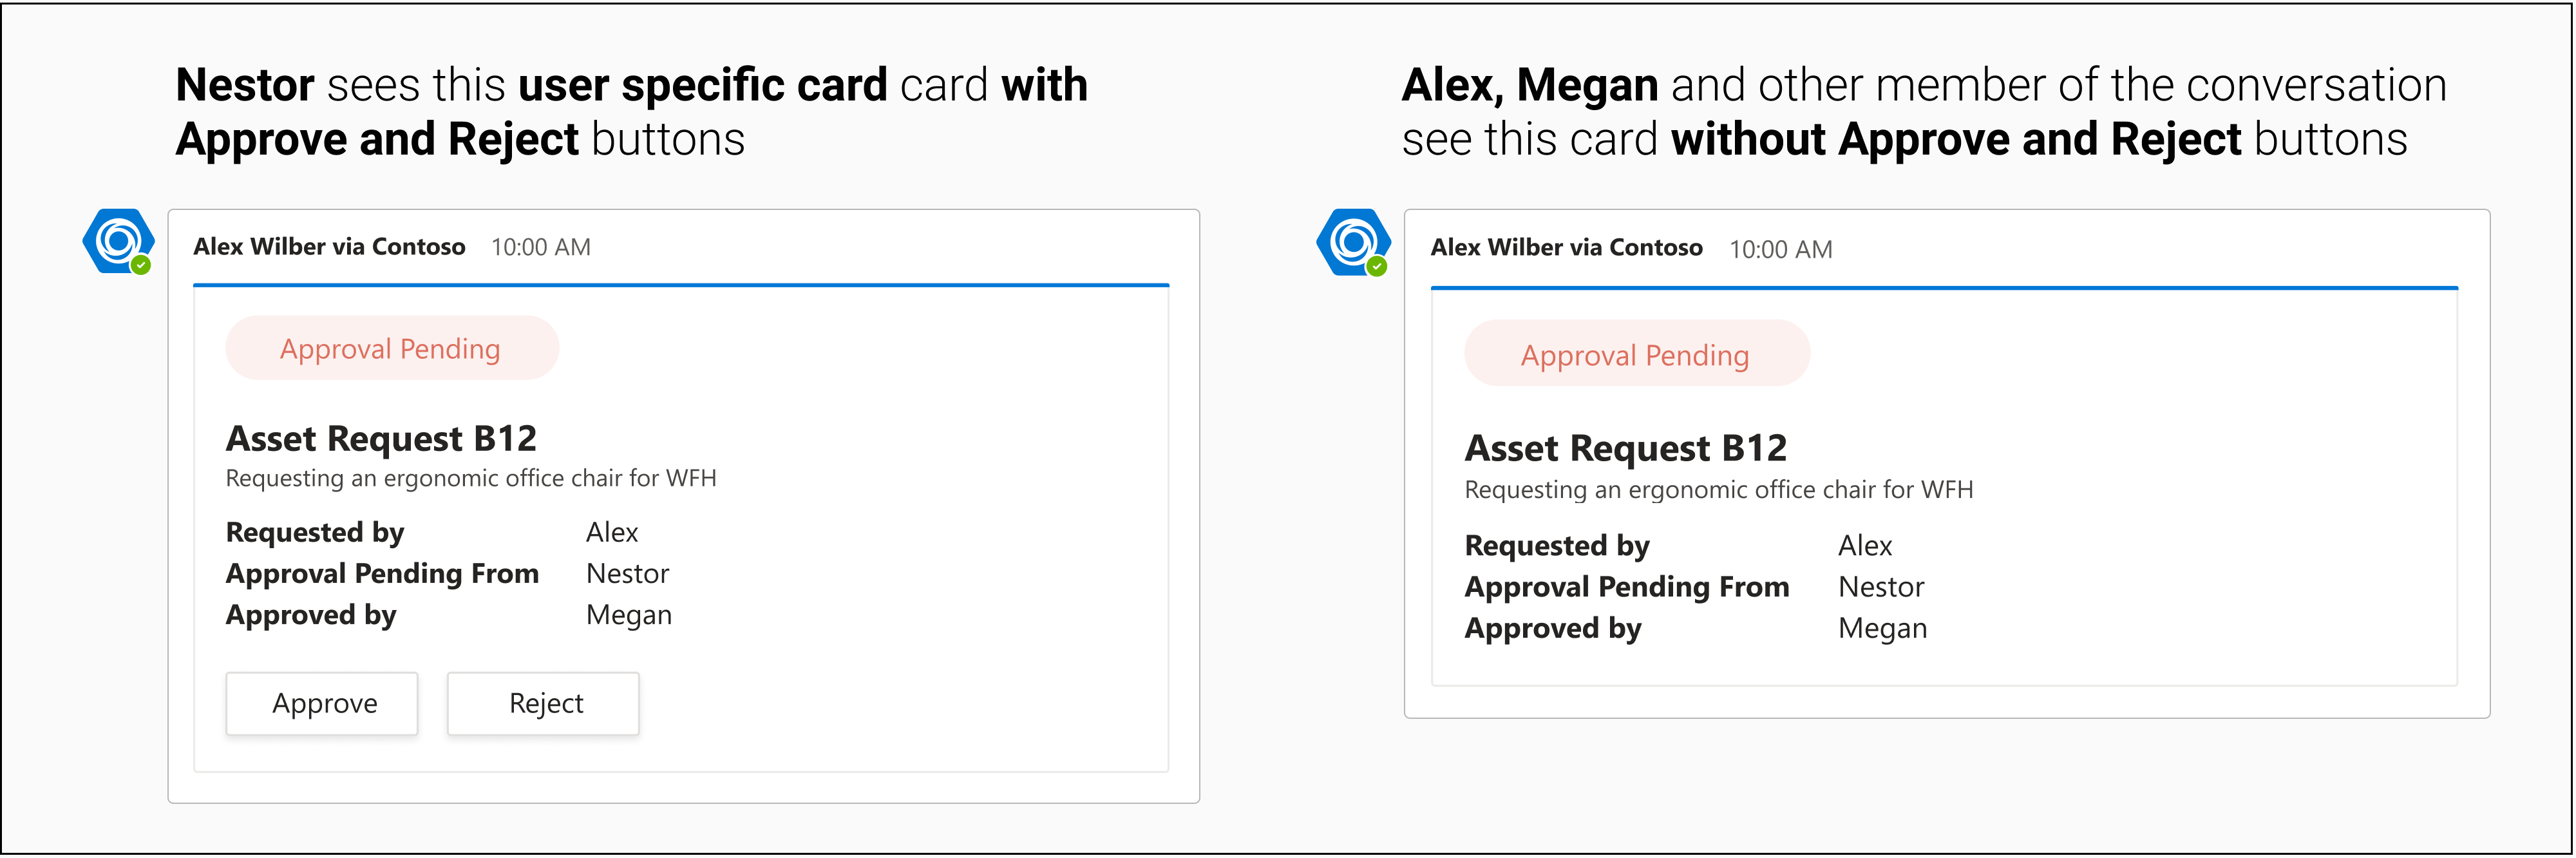 Nestor sees this user specific card card with
Approve and Reject buttons
Alex Wilber via Contoso 10:00 AM
Approval Pending
Asset Request B12
Requesting an ergonomic office chair for WFH
Requested by Alex
Approval Pending From Nestor
Approved by Megan
Approve Reject
Alex, Megan and other member of the conversation
see this card without Approve and Reject buttons
Alex Wilber via Contoso 10:00 AM
Approval Pending
Asset Request B12
Requesting an ergonomic office chair for WFH
Requested by Alex
Approval Pending From Nestor
Approved by Megan